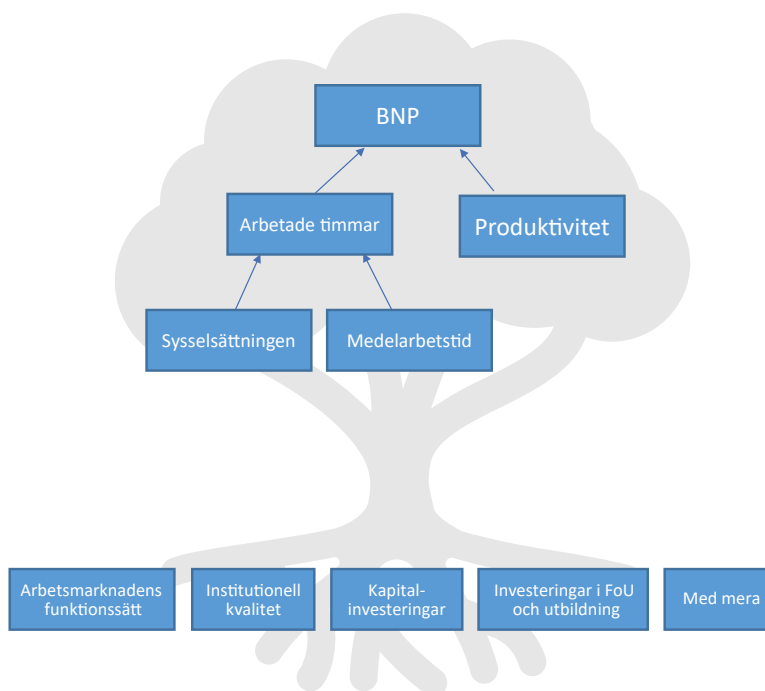 BNP
Arbetade timmar
Produktivitet
Sysselsättningen
Medelarbetstid
Arbetsmarknadens
funktionssätt
Institutionell
kvalitet
Kapital-
investeringar
Investeringar i FoU
och utbildning
Med mera